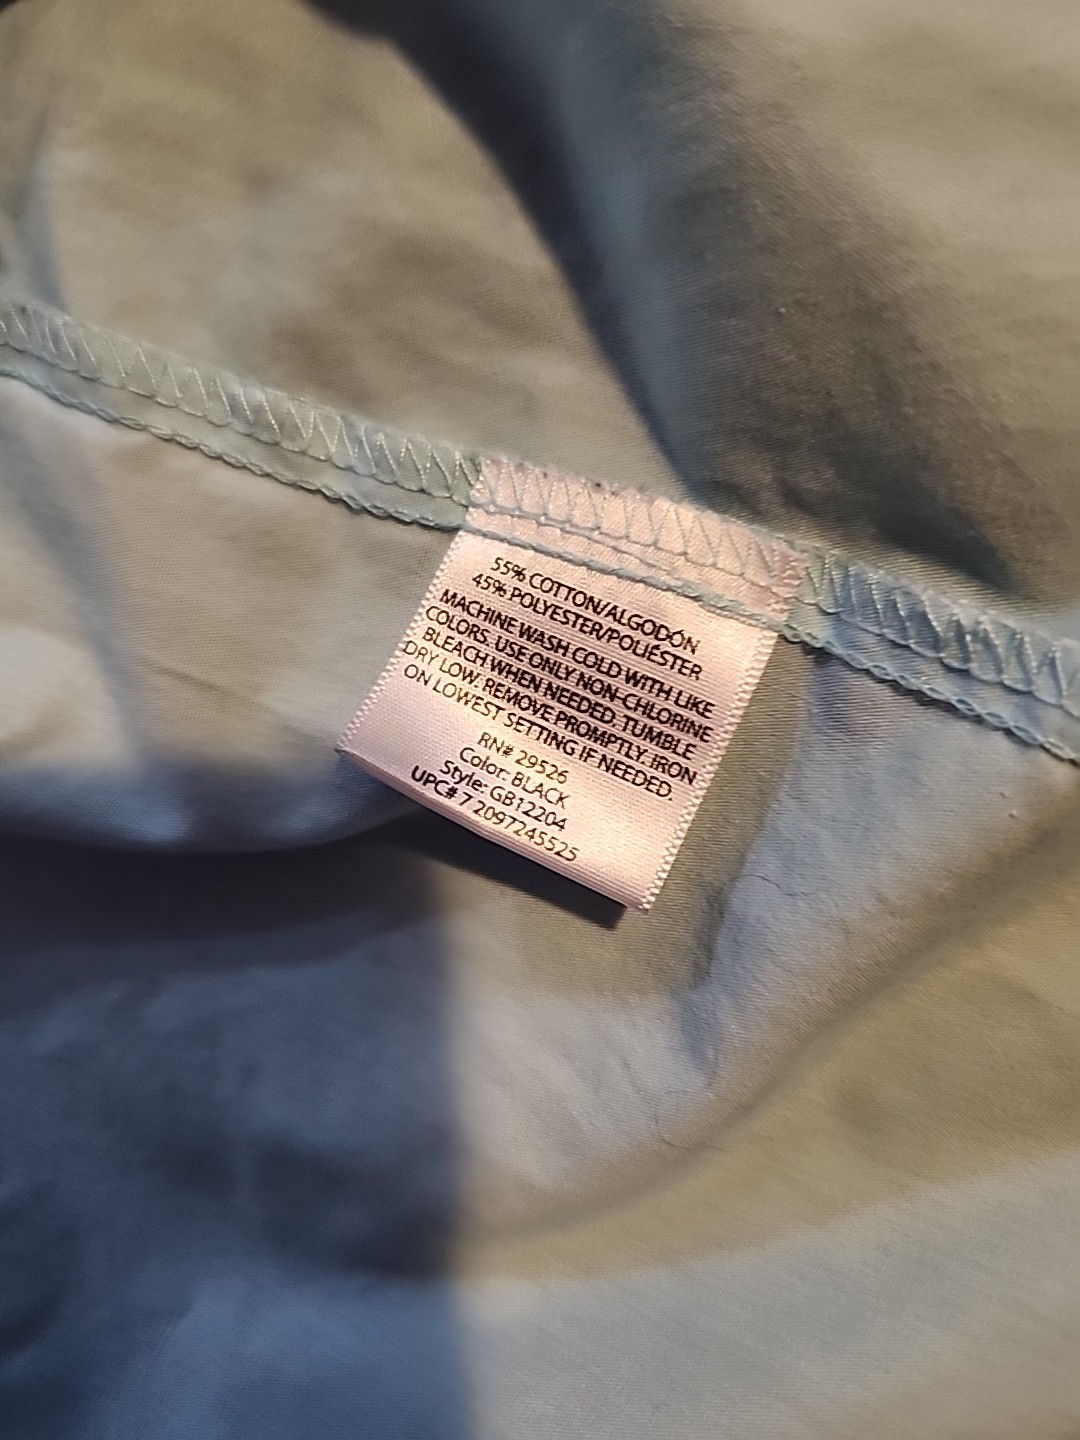 55% COTTON/ALGODÓN
45% POLYESTER/POLIÉSTER
MACHINE WASH COLD WITH LIKE
COLORS. USE ONLY NON-CHLORINE
BLEACH WHEN NEEDED. TUMBLE
DRY LOW. REMOVE PROMPTLY. IRON
ON LOWEST SETTING IF NEEDED.
RN# 29526
Color: BLACK
Style: GB12204
UPC# 7 2097245525